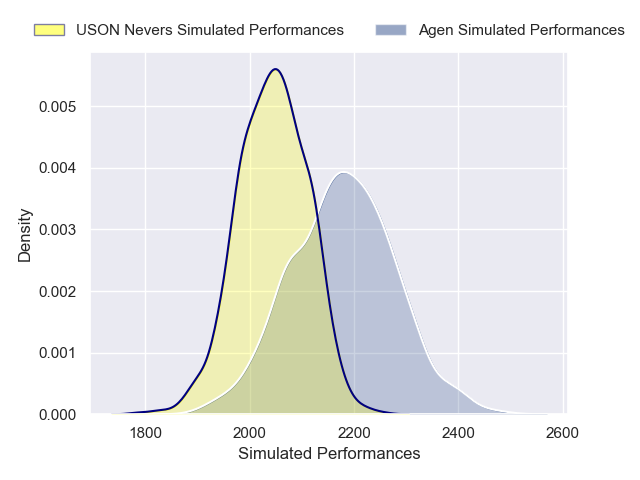 USON Nevers Simulated Performances Agen Simulated Performances
0.005
0.004
0.003
0.002
0.001
0.000
Density
1800 2000 2200 2400 2600
Simulated Performances